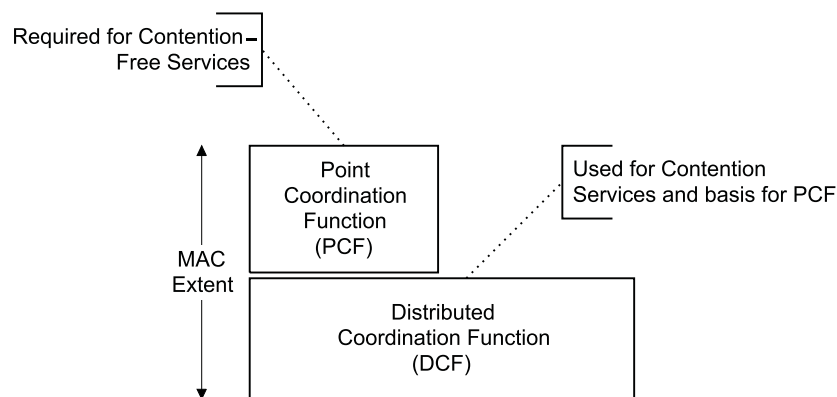 Required for Contention–
Free Services
Point
Coordination
Function
(PCF)
Used for Contention
Services and basis for PCF
MAC
Extent
Distributed
Coordination Function
(DCF)